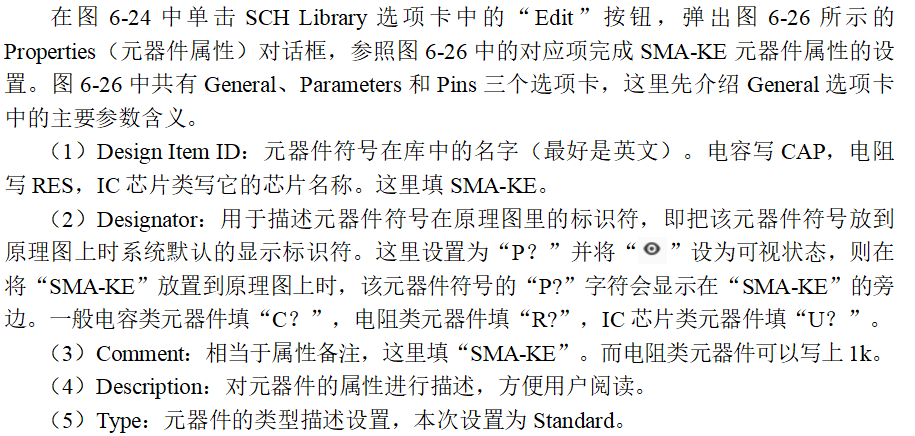 在图 6-24 中单击 SCH Library 选项卡中的“Edit”按钮，弹出图 6-26 所示的
Properties（元器件属性）对话框，参照图 6-26 中的对应项完成 SMA-KE 元器件属性的设
置。图 6-26 中共有 General、Parameters 和 Pins 三个选项卡，这里先介绍 General 选项卡
中的主要参数含义。
（1）Design Item ID：元器件符号在库中的名字（最好是英文）。电容写 CAP，电阻
写 RES，IC 芯片类写它的芯片名称。这里填 SMA-KE。
（2）Designator：用于描述元器件符号在原理图里的标识符，即把该元器件符号放到
原理图上时系统默认的显示标识符。这里设置为“P？”并将“ ”设为可视状态，则在
将“SMA-KE”放置到原理图上时，该元器件符号的“P?”字符会显示在“SMA-KE”的旁
边。一般电容类元器件填“C？”，电阻类元器件填“R?”，IC 芯片类元器件填“U？”。
（3）Comment：相当于属性备注，这里填“SMA-KE”。而电阻类元器件可以写上 1k。
（4）Description：对元器件的属性进行描述，方便用户阅读。
（5）Type：元器件的类型描述设置，本次设置为 Standard。